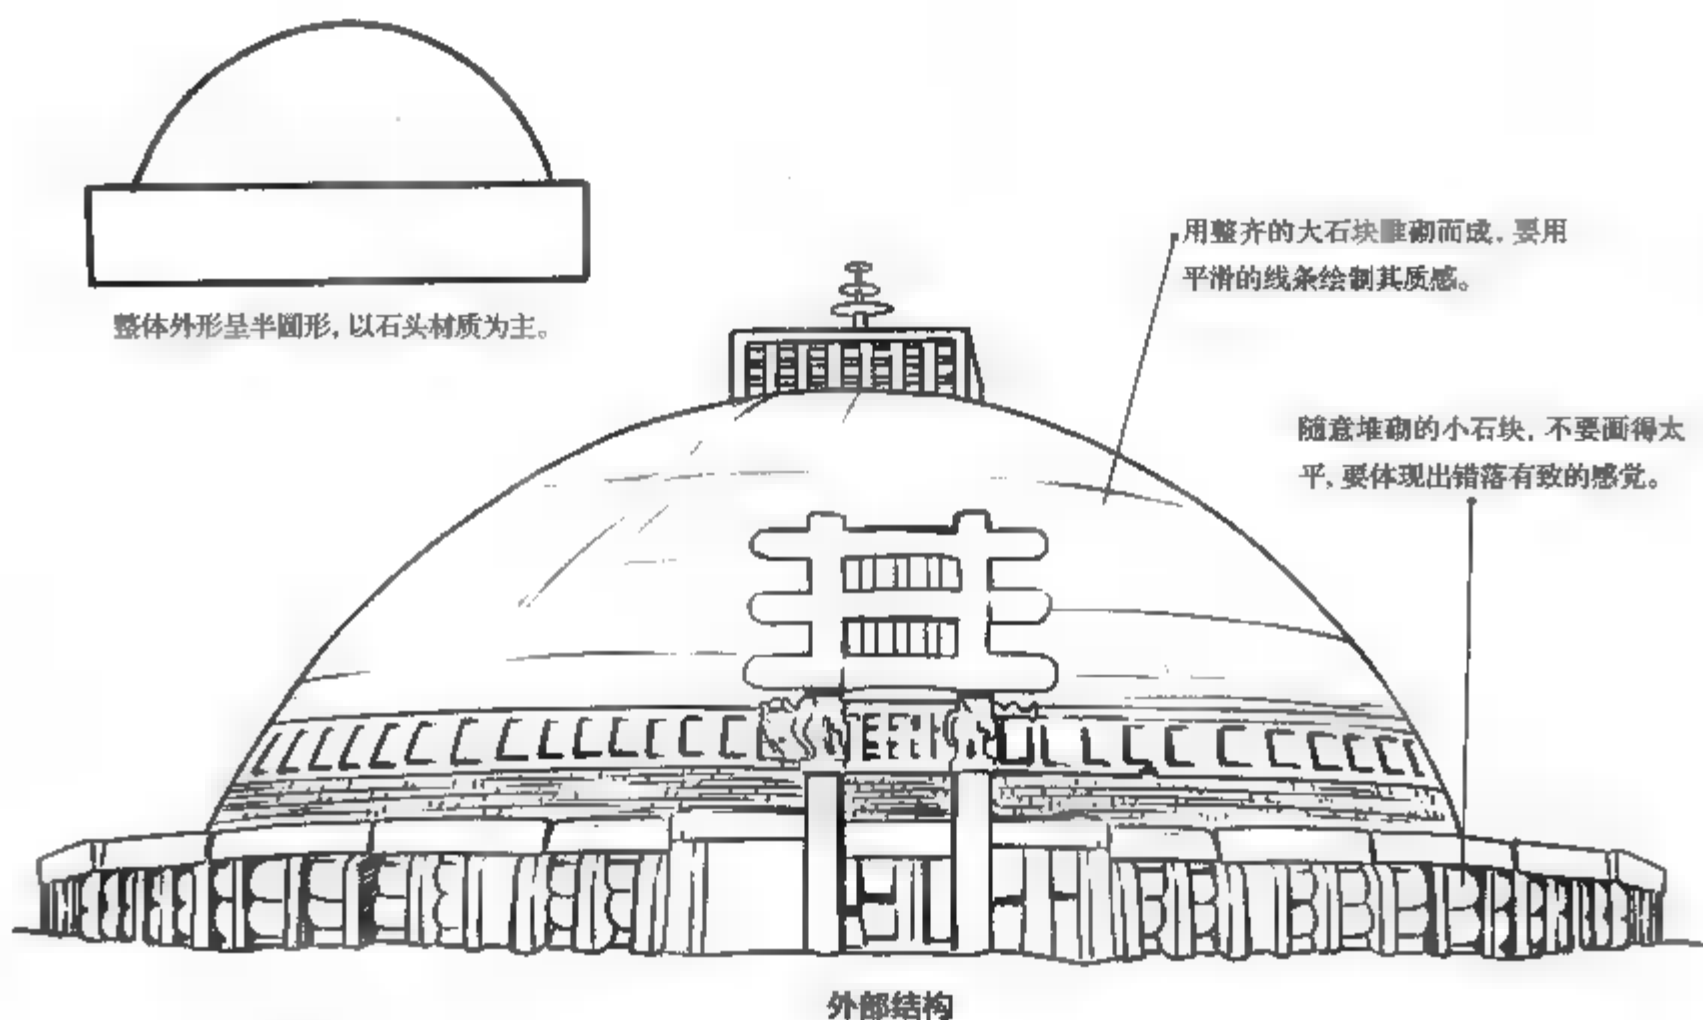 整体外形呈半圆形, 以石头材质为主。
用整齐的大石块堆砌而成, 要用
平滑的线条绘制其质感。
随意堆砌的小石块, 不要画得太
平, 要体现出错落有致的感觉。
外部结构